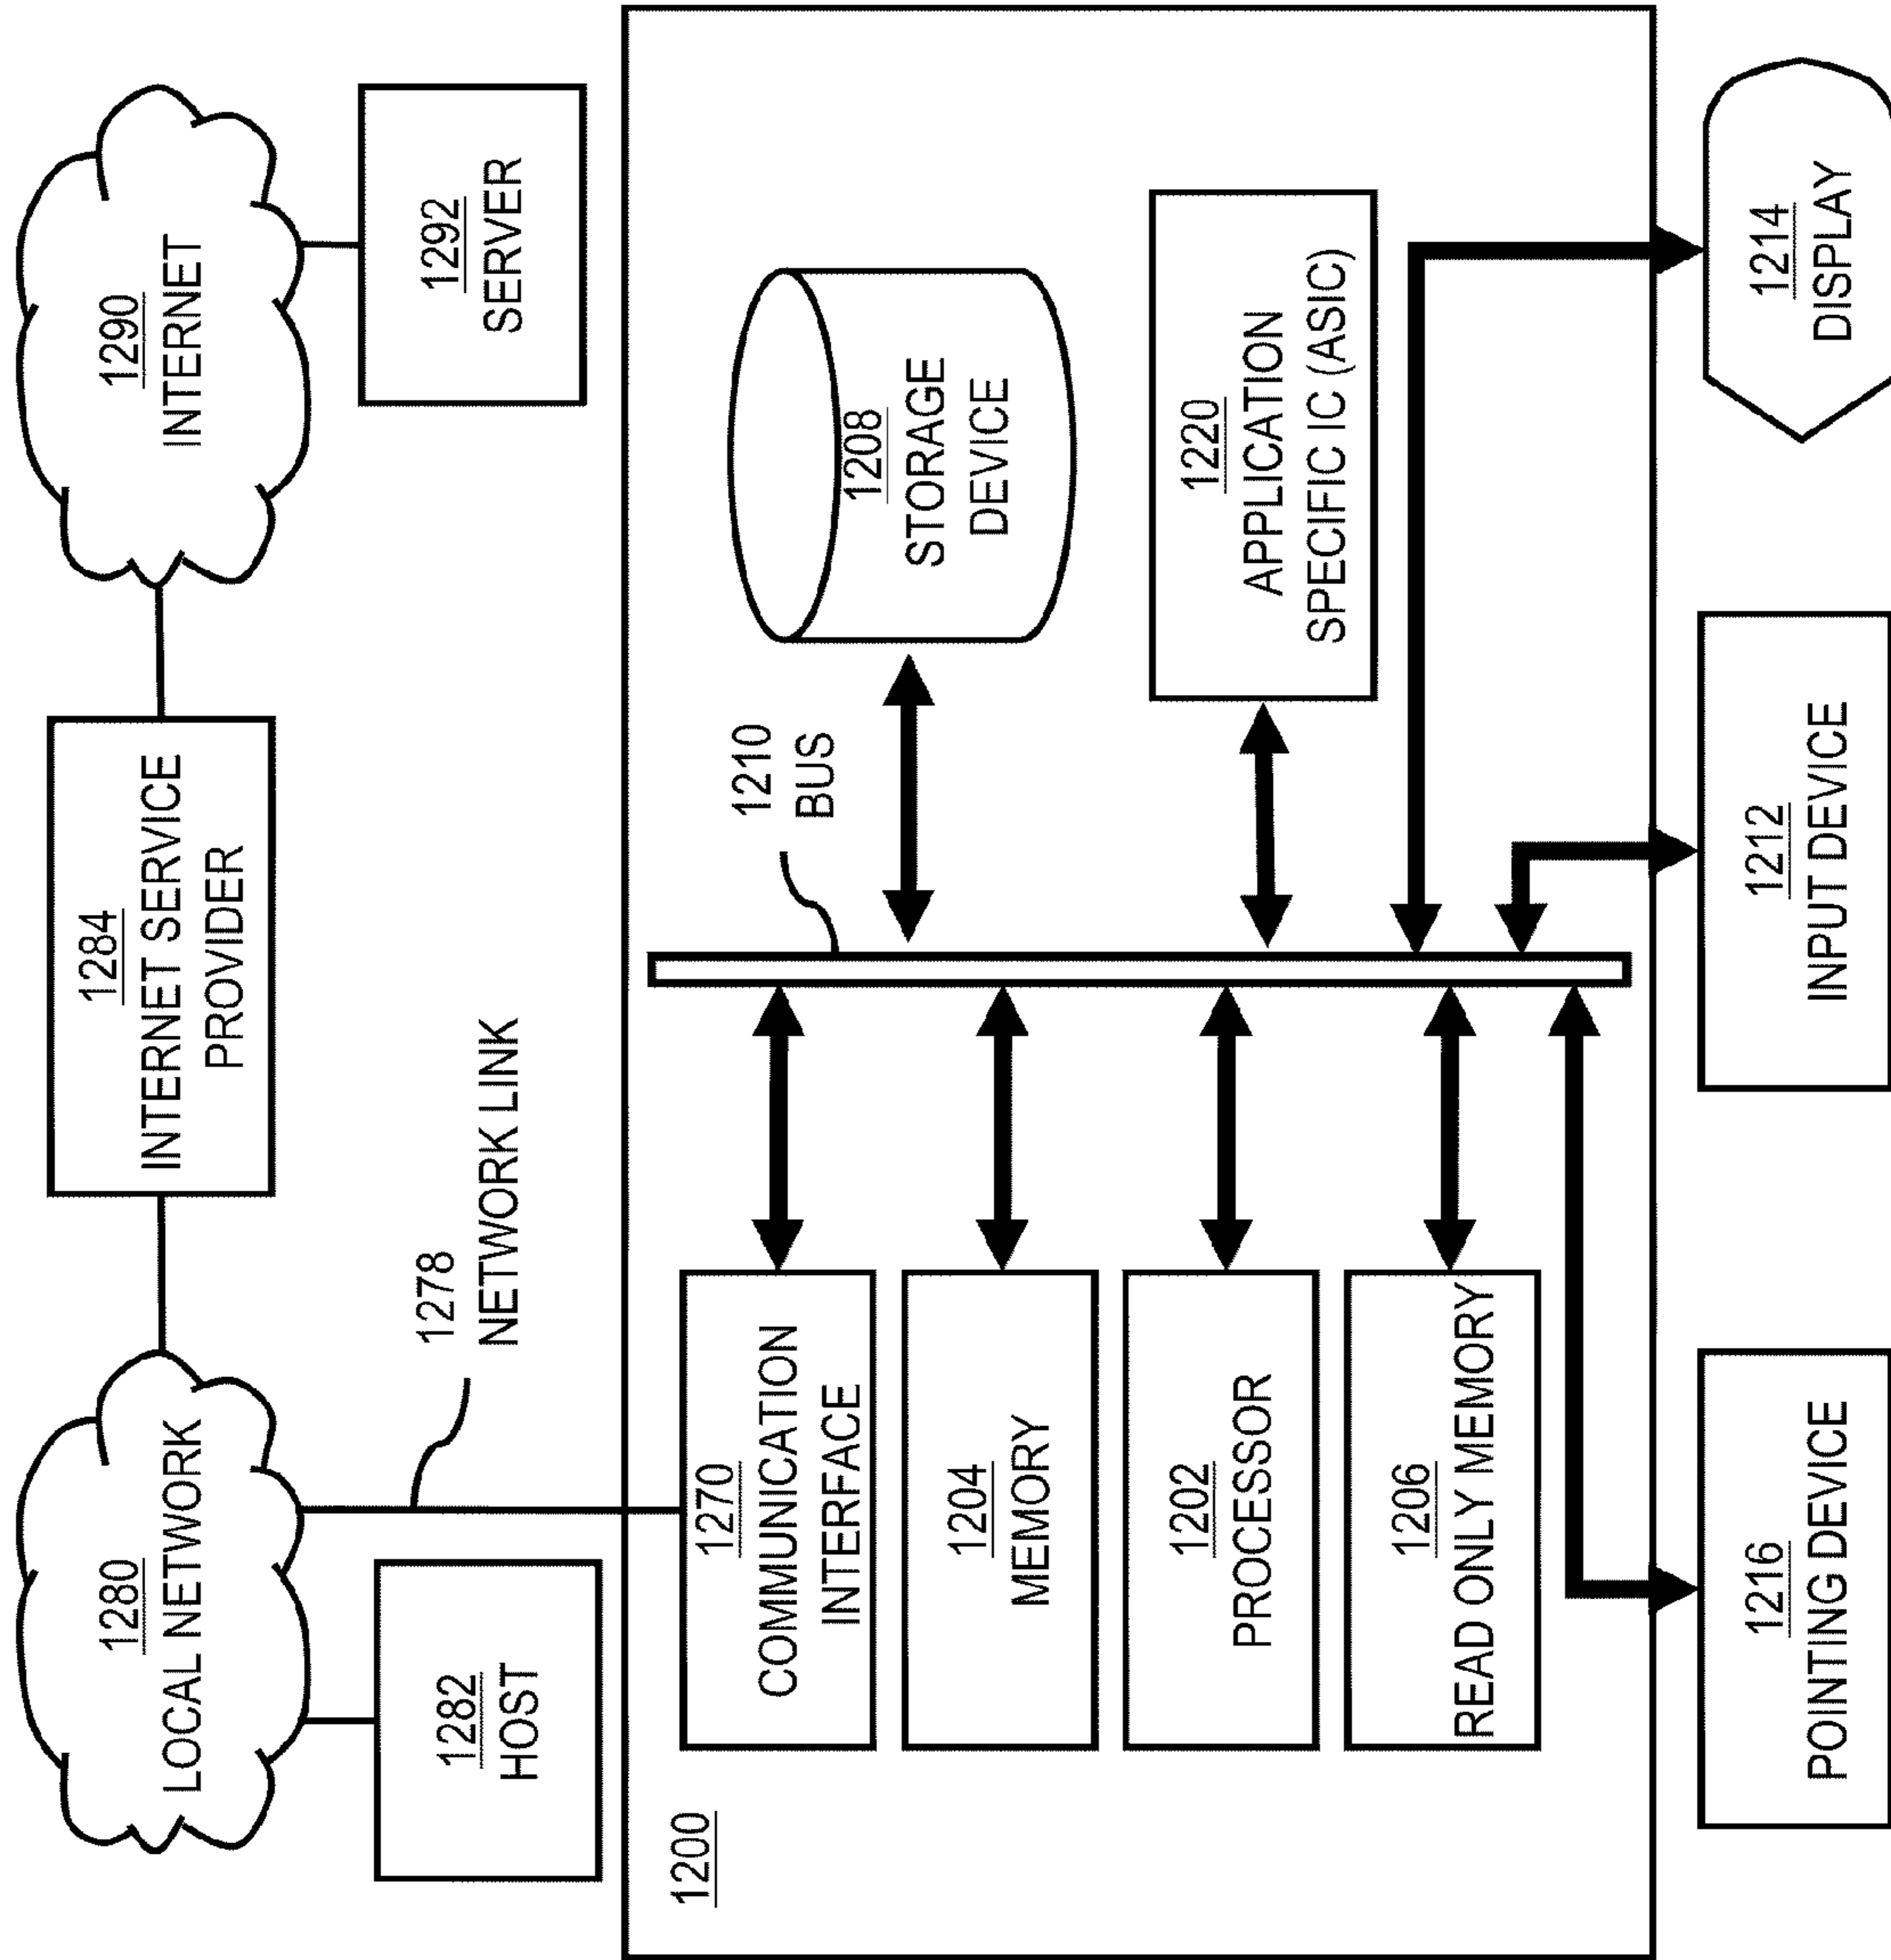 1280
LOCAL NETWORK
1284
INTERNET SERVICE
PROVIDER
1290
INTERNET
1282
HOST
1278
NETWORK LINK
1292
SERVER
1200
1270
COMMUNICATION
INTERFACE
1210
BUS
1208
STORAGE
DEVICE
1204
MEMORY
1202
PROCESSOR
1220
APPLICATION
SPECIFIC IC (ASIC)
1206
READ ONLY MEMORY
1216
POINTING DEVICE
1212
INPUT DEVICE
1214
DISPLAY